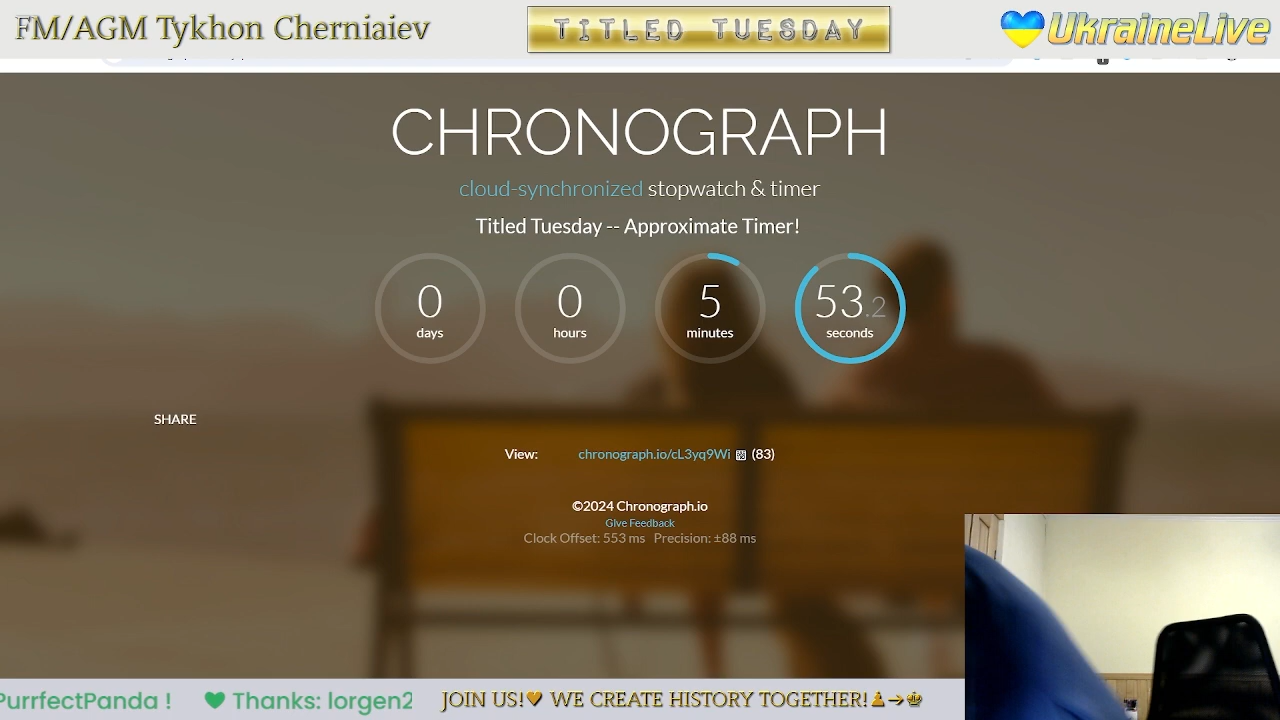 FM/AGM Tykhon Cherniaiev
TITLED TUESDAY
UkraineLive
CHRONOGRAPH
cloud-synchronized stopwatch & timer
Titled Tuesday -- Approximate Timer!
0 days
0 hours
5 minutes
53.2 seconds
SHARE
View: chronograph.io/cL3yq9Wi (83)
©2024 Chronograph.io
Give Feedback
Clock Offset: 553 ms Precision: ±88 ms
PurrfectPanda ! Thanks: lorgen2
JOIN US! WE CREATE HISTORY TOGETHER!